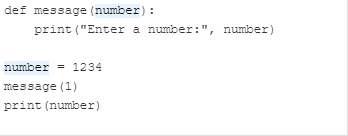 def message(number):
    print("Enter a number:", number)

number = 1234
message(1)
print(number)